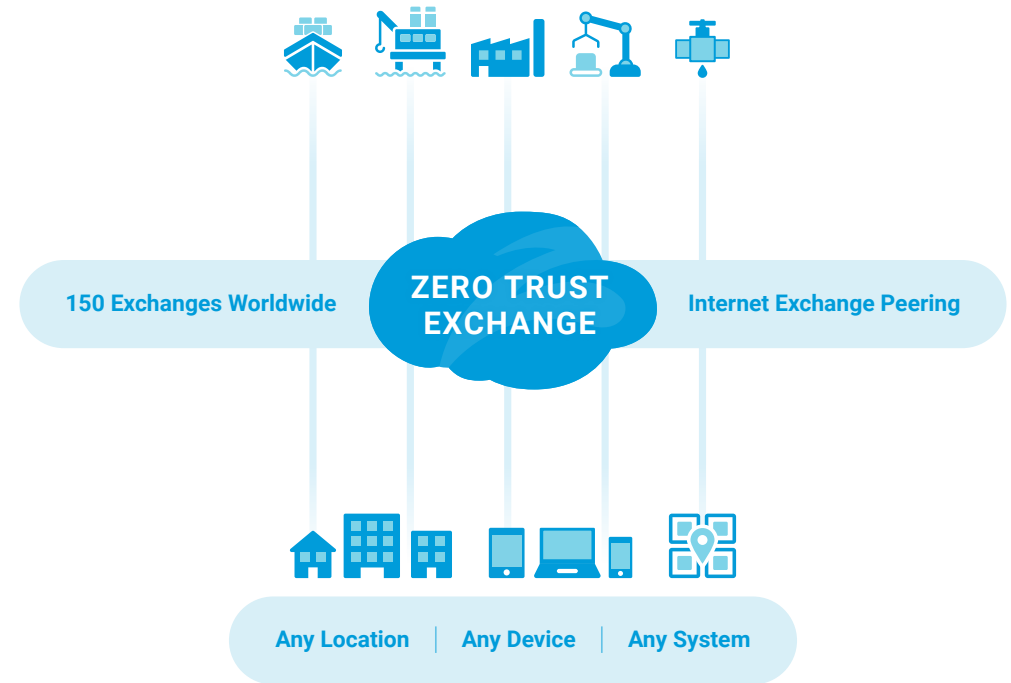 150 Exchanges Worldwide
ZERO TRUST
EXCHANGE
Internet Exchange Peering
Any Location | Any Device | Any System